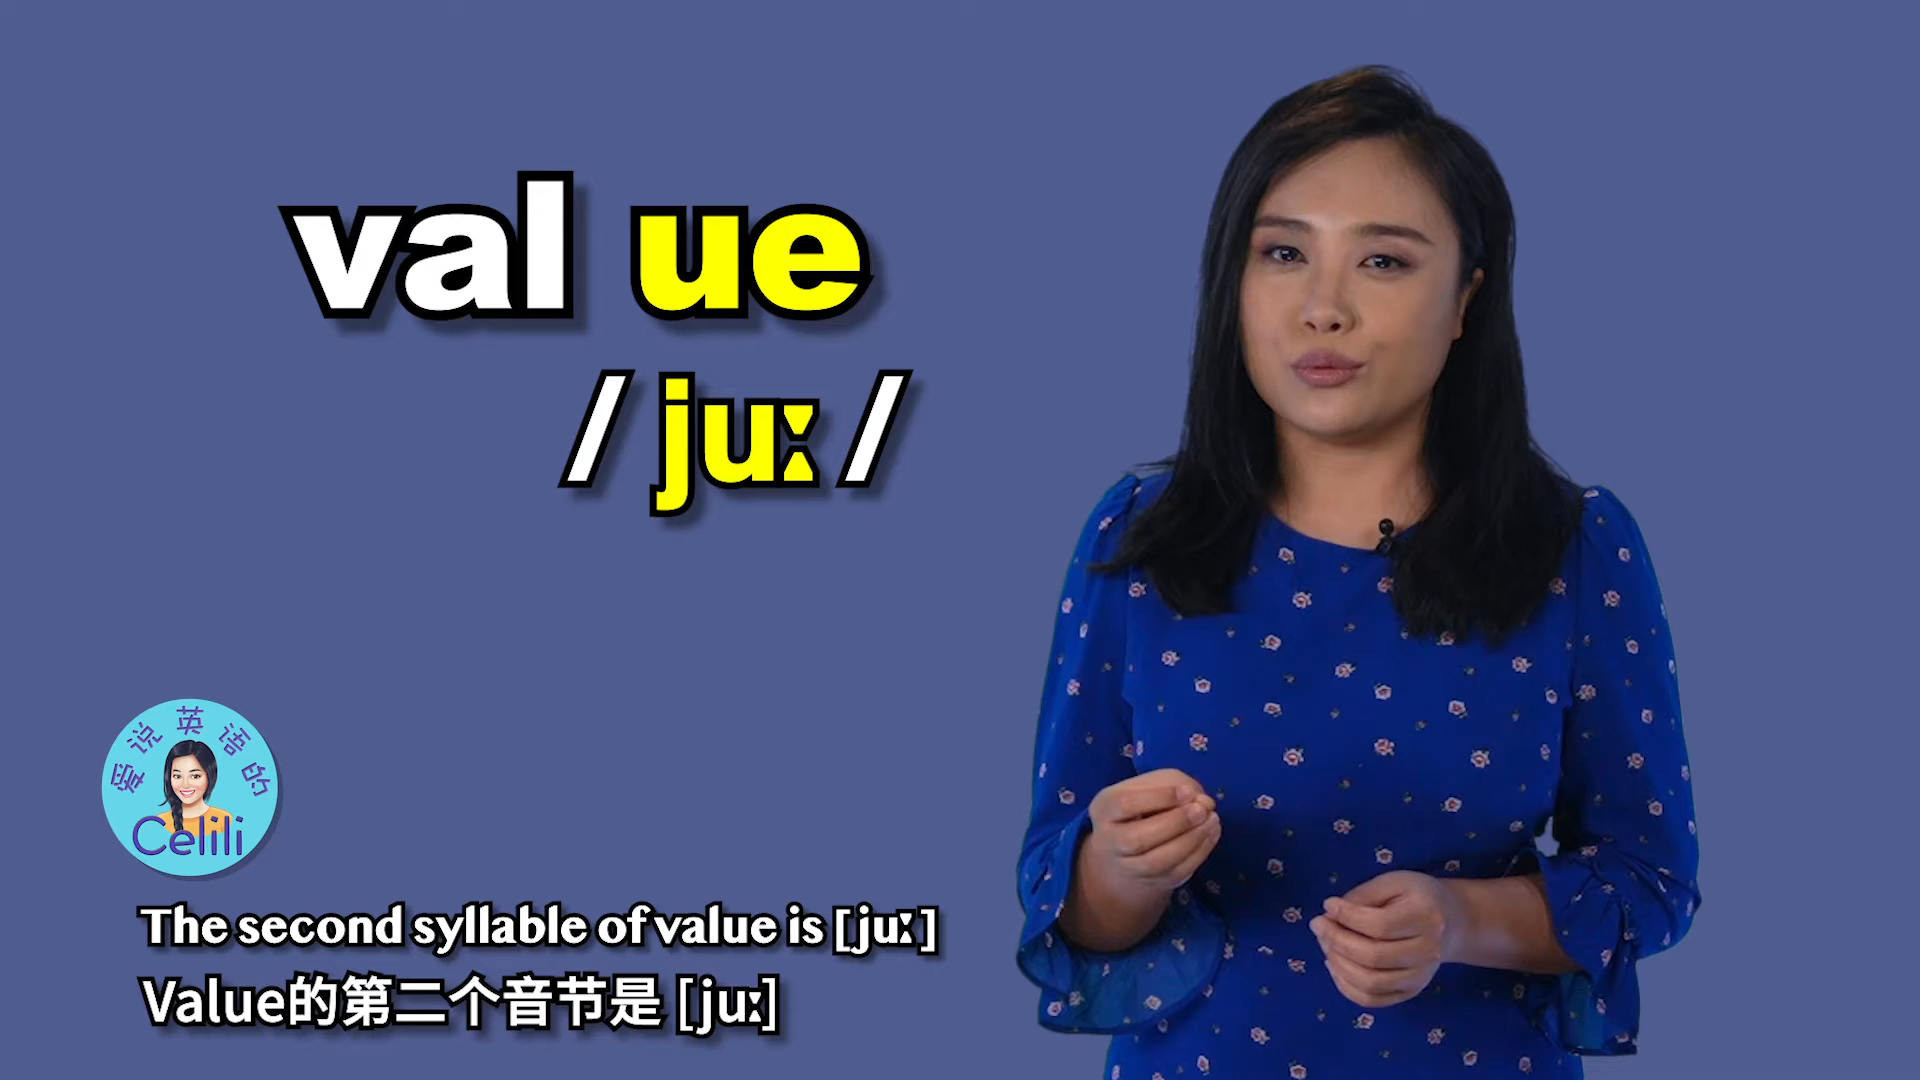 val ue
/ juː /
爱说英语的
Celili
The second syllable of value is [juː]
Value的第二个音节是 [juː]